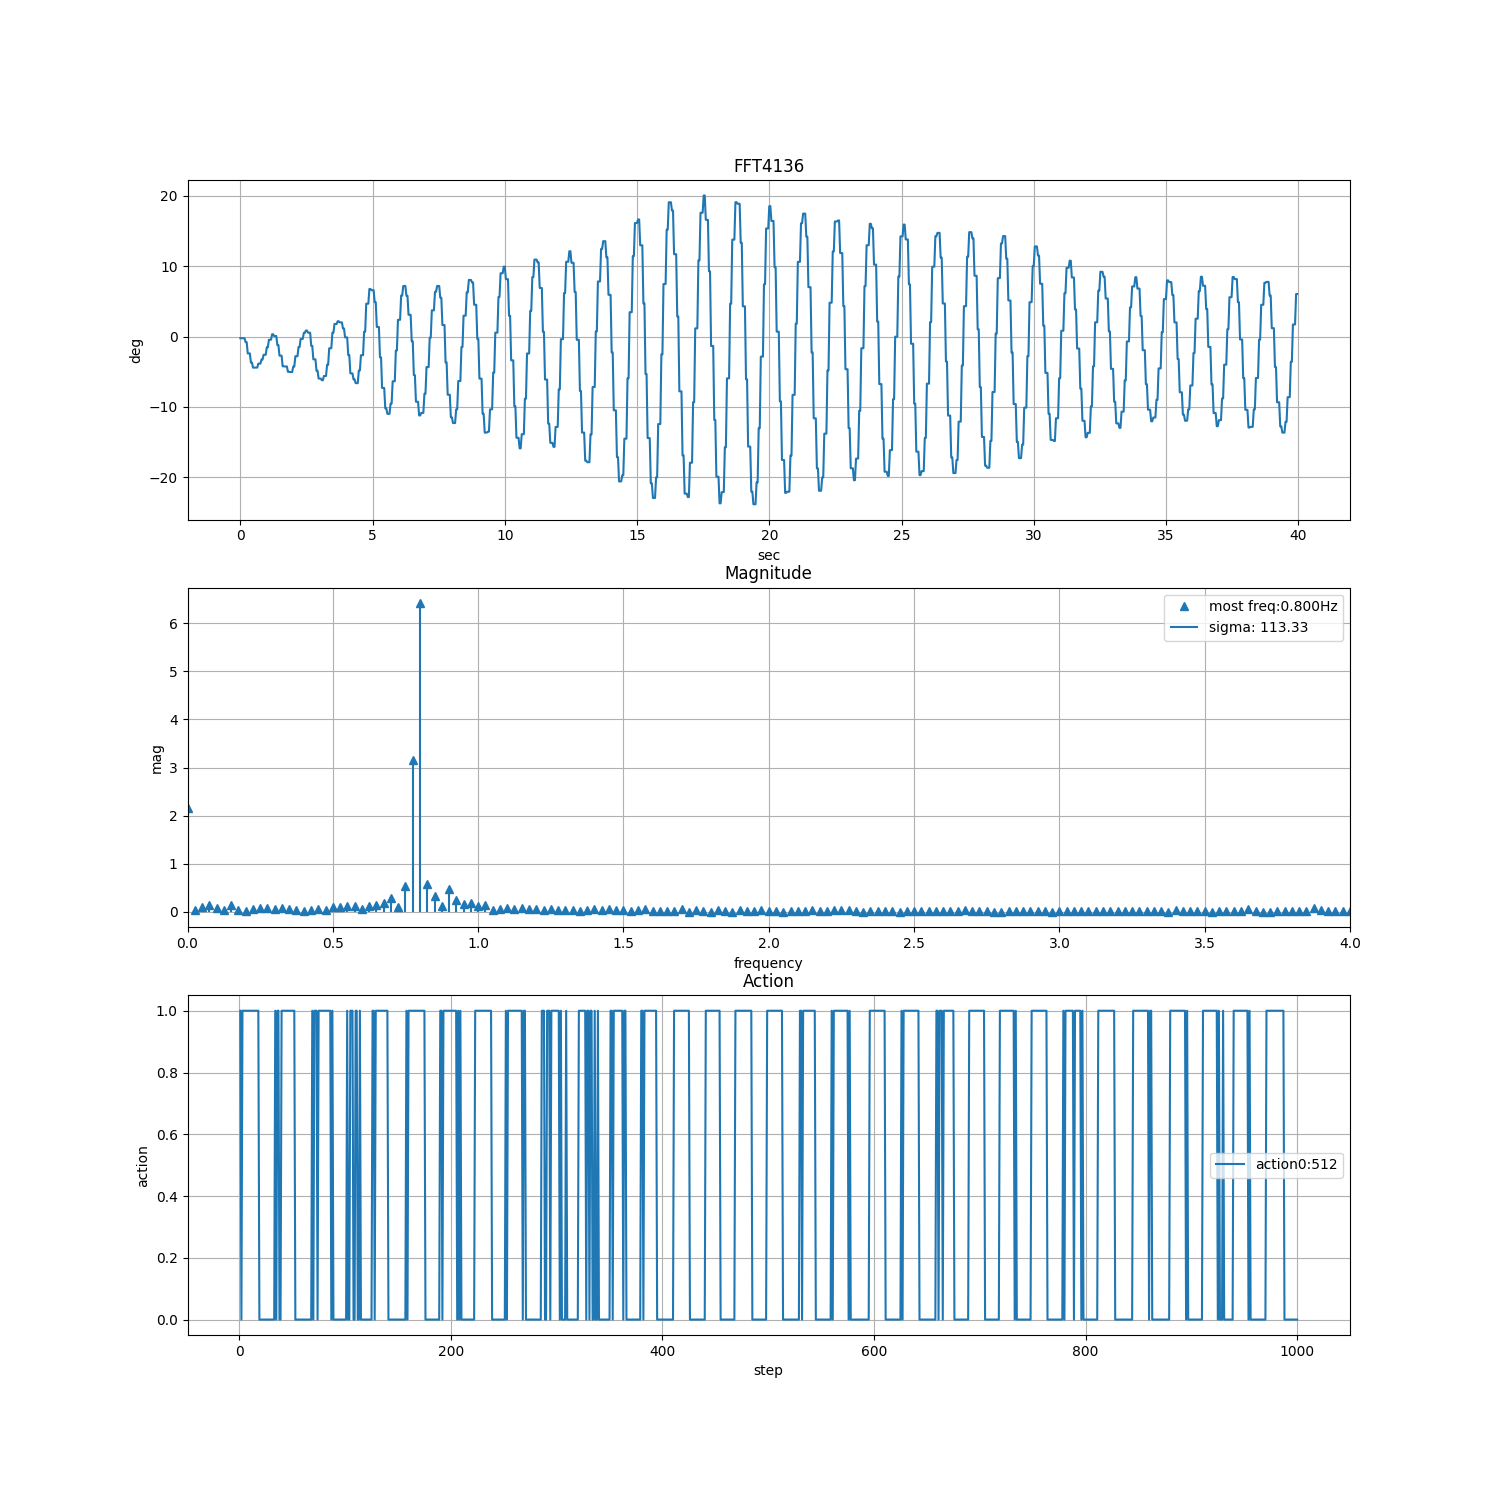 FFT4136
20
10
0
−10
−20
deg
0 5 10 15 20 25 30 35 40
sec
Magnitude
most freq:0.800Hz
sigma: 113.33
6
5
4
3
2
1
0
mag
0.0 0.5 1.0 1.5 2.0 2.5 3.0 3.5 4.0
frequency
Action
1.0
0.8
0.6
0.4
0.2
0.0
action
action0:512
0 200 400 600 800 1000
step